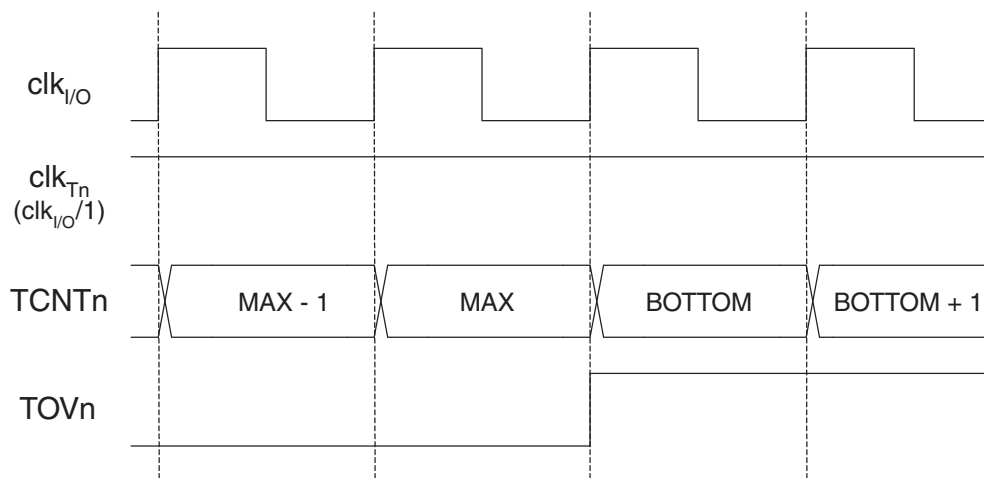 clkI/O
clkTn
(clkI/O/1)
TCNTn MAX - 1 MAX BOTTOM BOTTOM + 1
TOVn